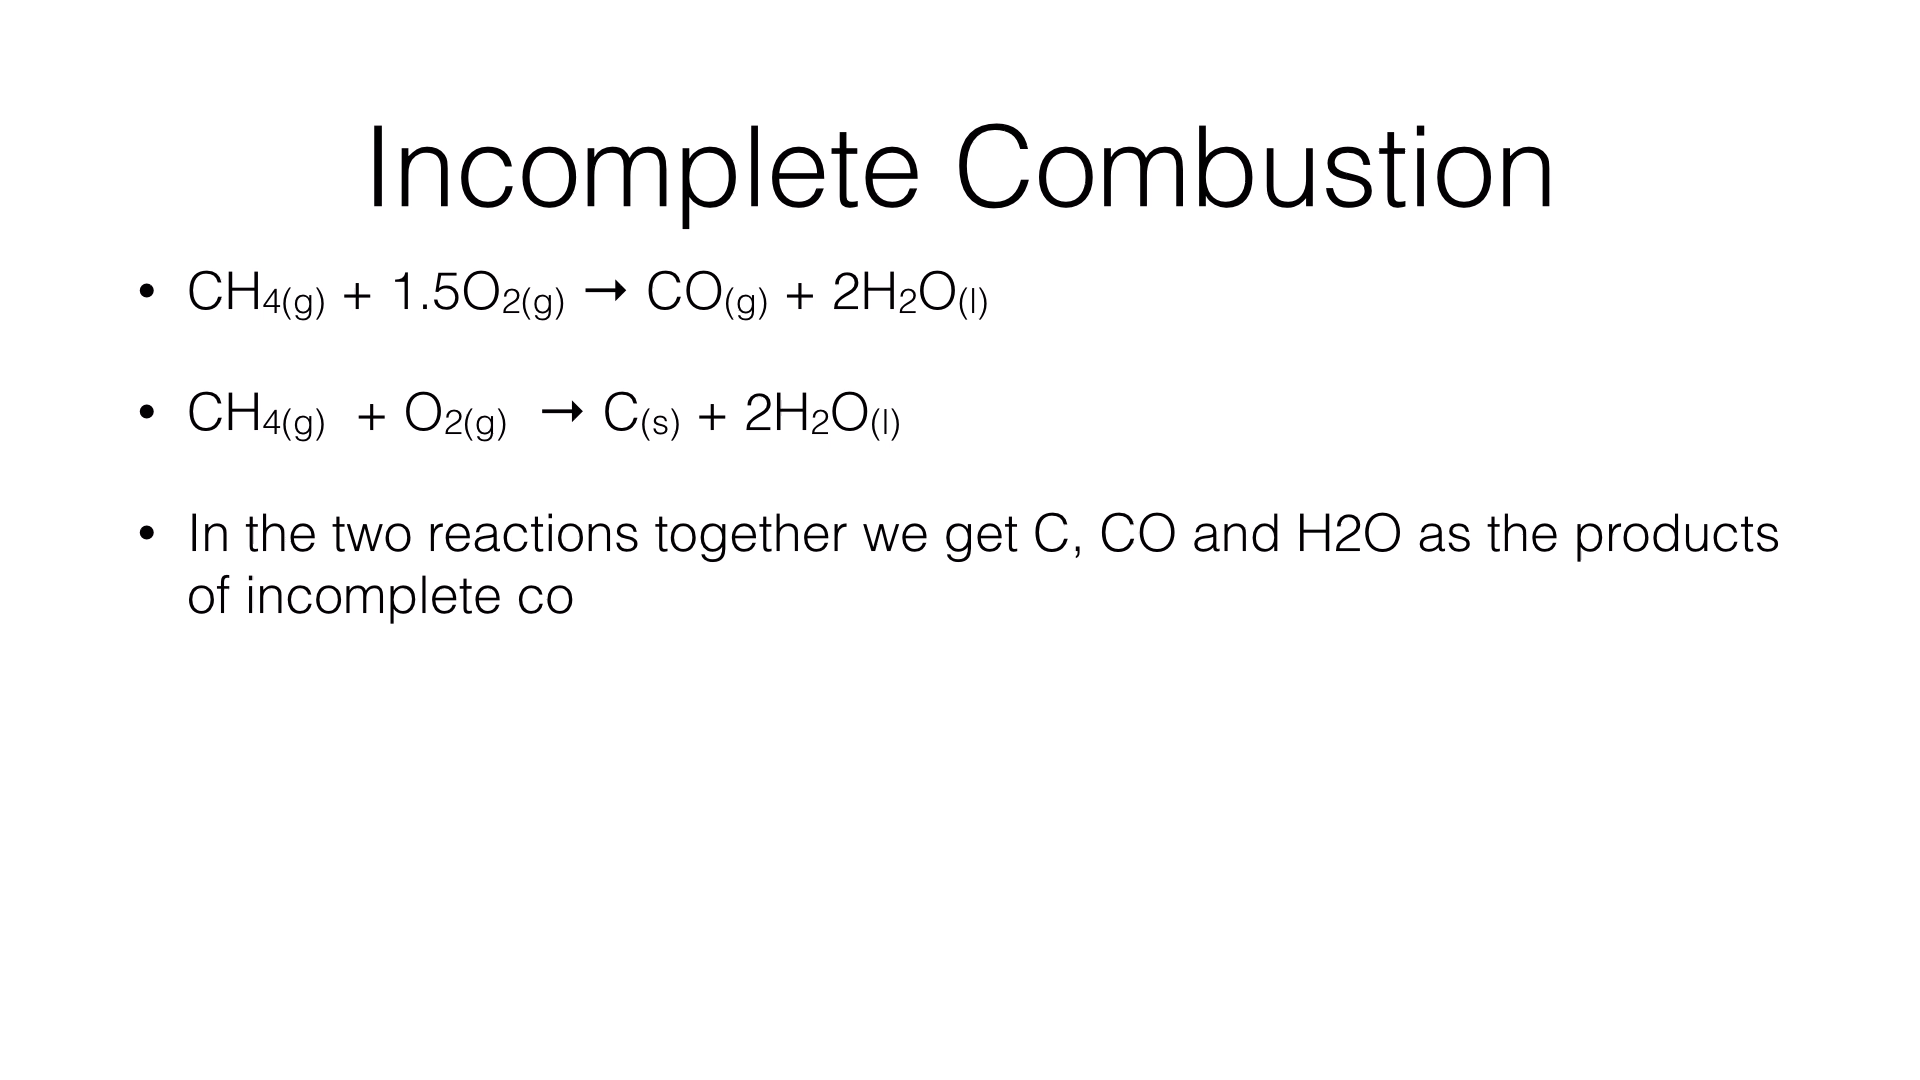 Incomplete Combustion
• CH4(g) + 1.5O2(g) → CO(g) + 2H2O(l)
• CH4(g)  + O2(g)  → C(s) + 2H2O(l)
• In the two reactions together we get C, CO and H2O as the products
of incomplete co